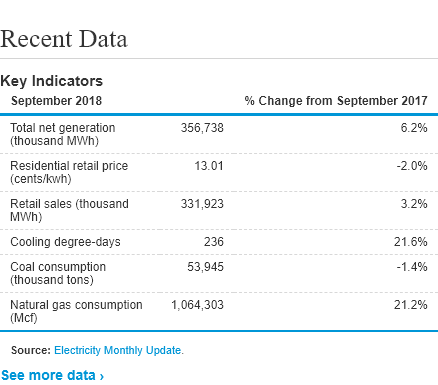 Recent Data
Key Indicators
September 2018 % Change from September 2017
Total net generation 356,738 6.2%
(thousand MWh)
Residential retail price 13.01 -2.0%
(cents/kwh)
Retail sales (thousand 331,923 3.2%
MWh)
Cooling degree-days 236 21.6%
Coal consumption 53,945 -1.4%
(thousand tons)
Natural gas consumption 1,064,303 21.2%
(Mcf)
Source: Electricity Monthly Update.
See more data ›